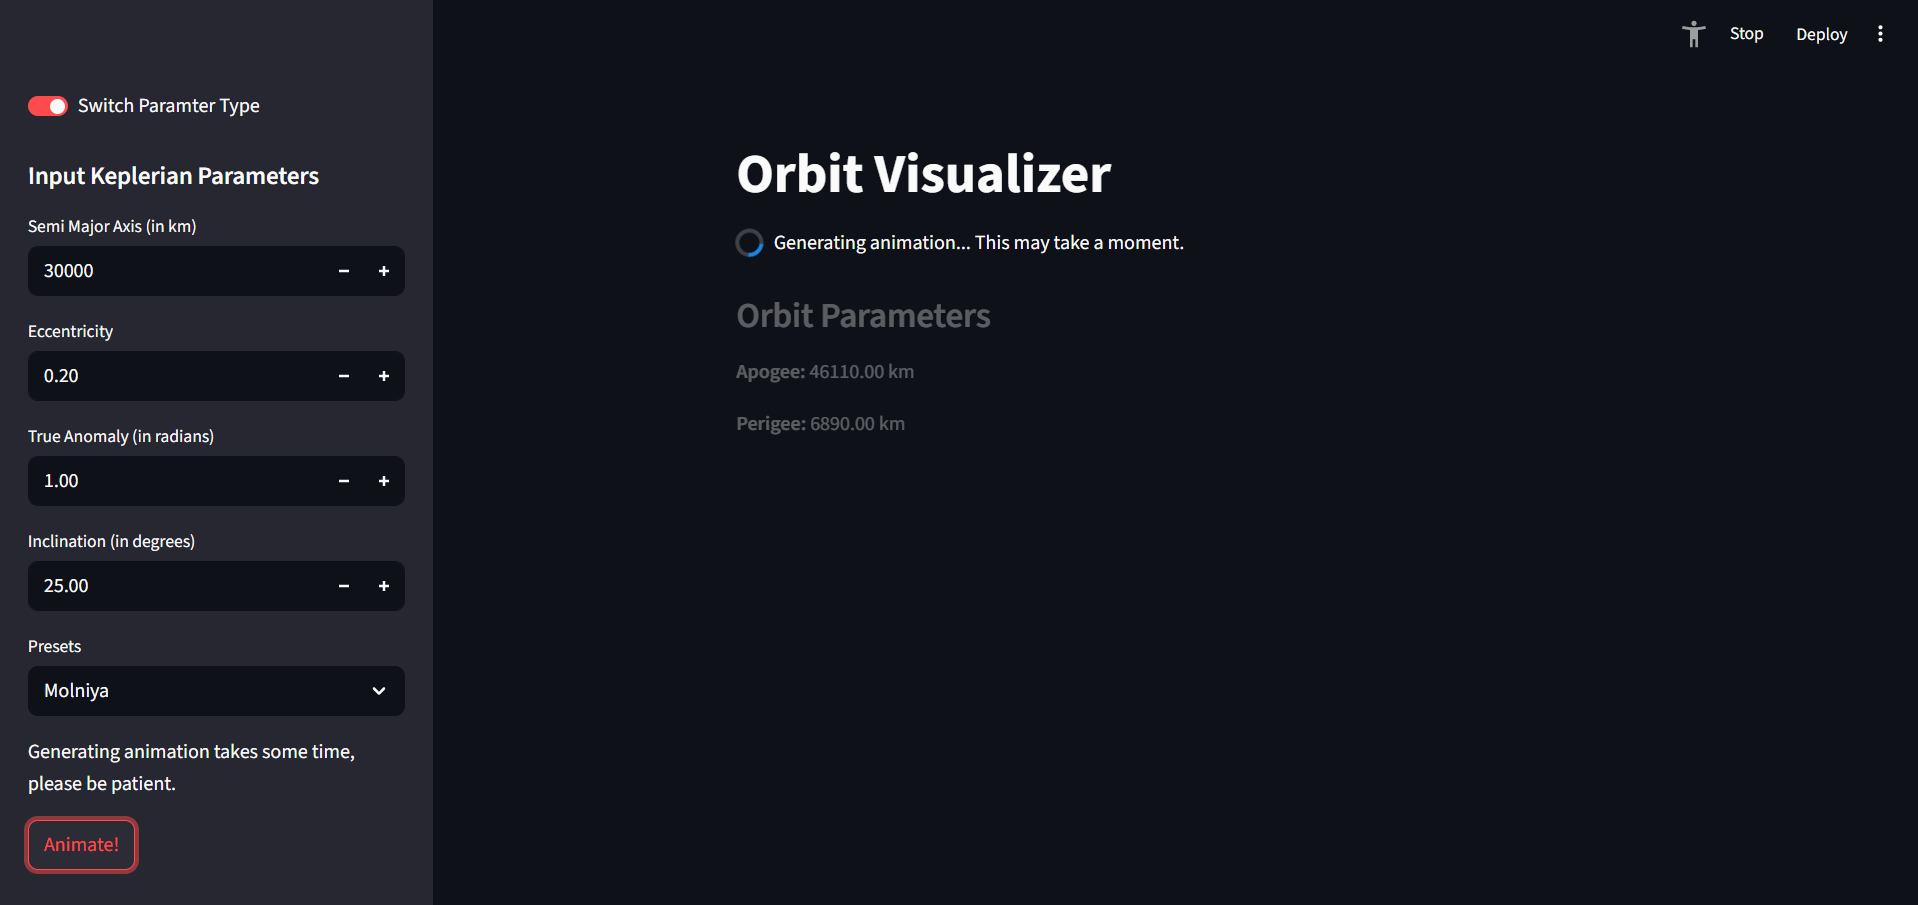 Stop
Deploy
Switch Paramter Type
Input Keplerian Parameters
Semi Major Axis (in km)
30000
Eccentricity
0.20
True Anomaly (in radians)
1.00
Inclination (in degrees)
25.00
Presets
Molniya
Generating animation takes some time,
please be patient.
Animate!
Orbit Visualizer
Generating animation... This may take a moment.
Orbit Parameters
Apogee: 46110.00 km
Perigee: 6890.00 km